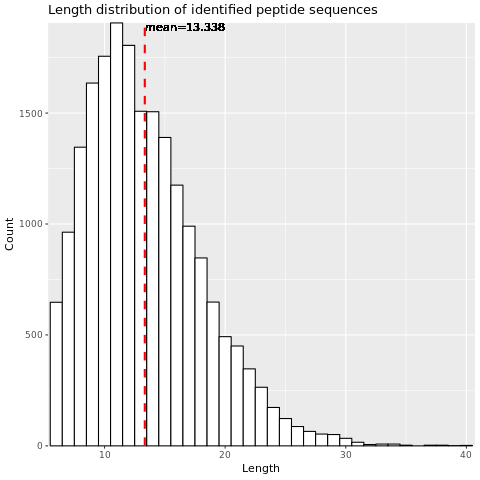 Length distribution of identified peptide sequences
mean=13.338
1500
1000
500
0
10
20
30
40
Count
Length